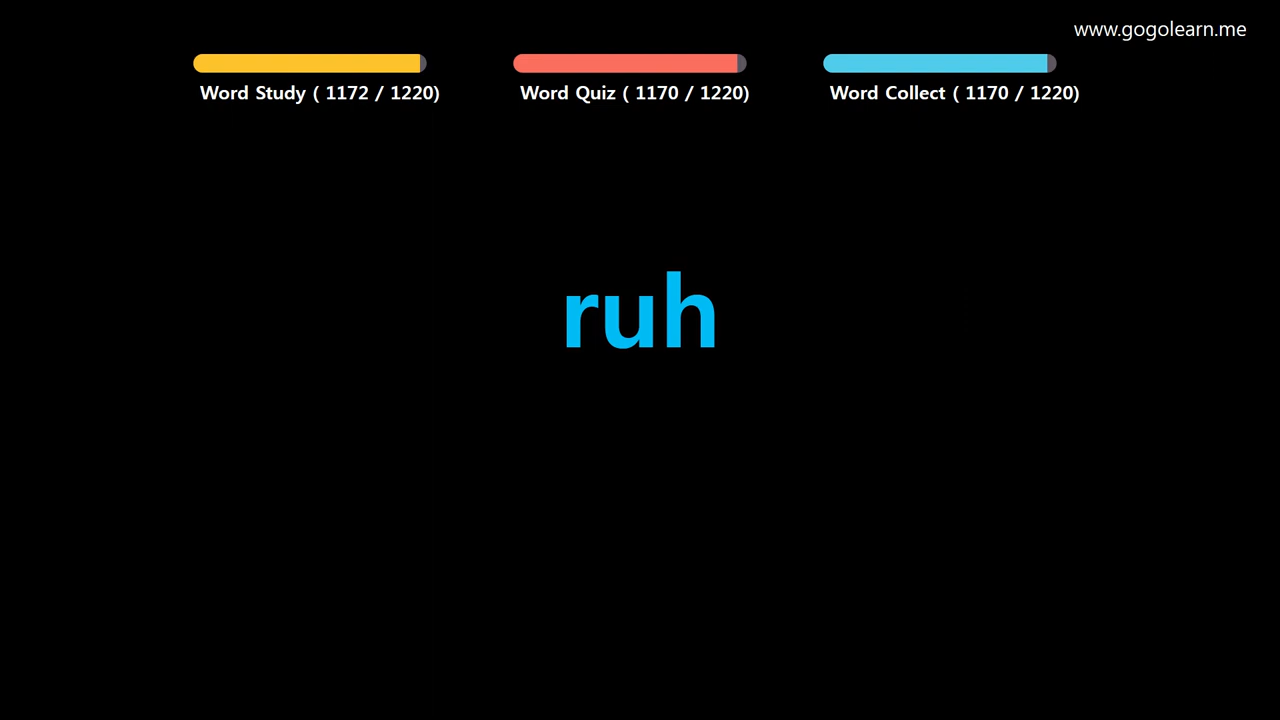 www.gogolearn.me
Word Study ( 1172 / 1220)
Word Quiz ( 1170 / 1220)
Word Collect ( 1170 / 1220)
ruh